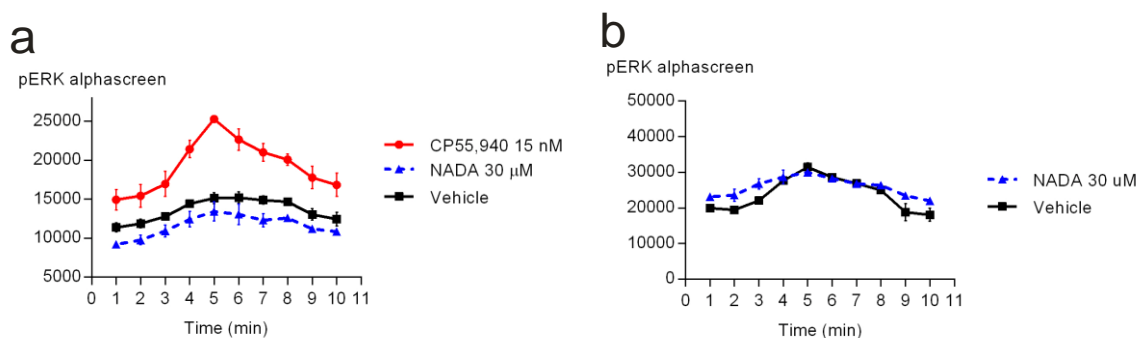 a
pERK alphascreen
25000
20000
15000
10000
5000
0 1 2 3 4 5 6 7 8 9 10 11
Time (min)
CP55,940 15 nM
NADA 30 μM
Vehicle
b
pERK alphascreen
50000
40000
30000
20000
10000
0
0 1 2 3 4 5 6 7 8 9 10 11
Time (min)
NADA 30 uM
Vehicle